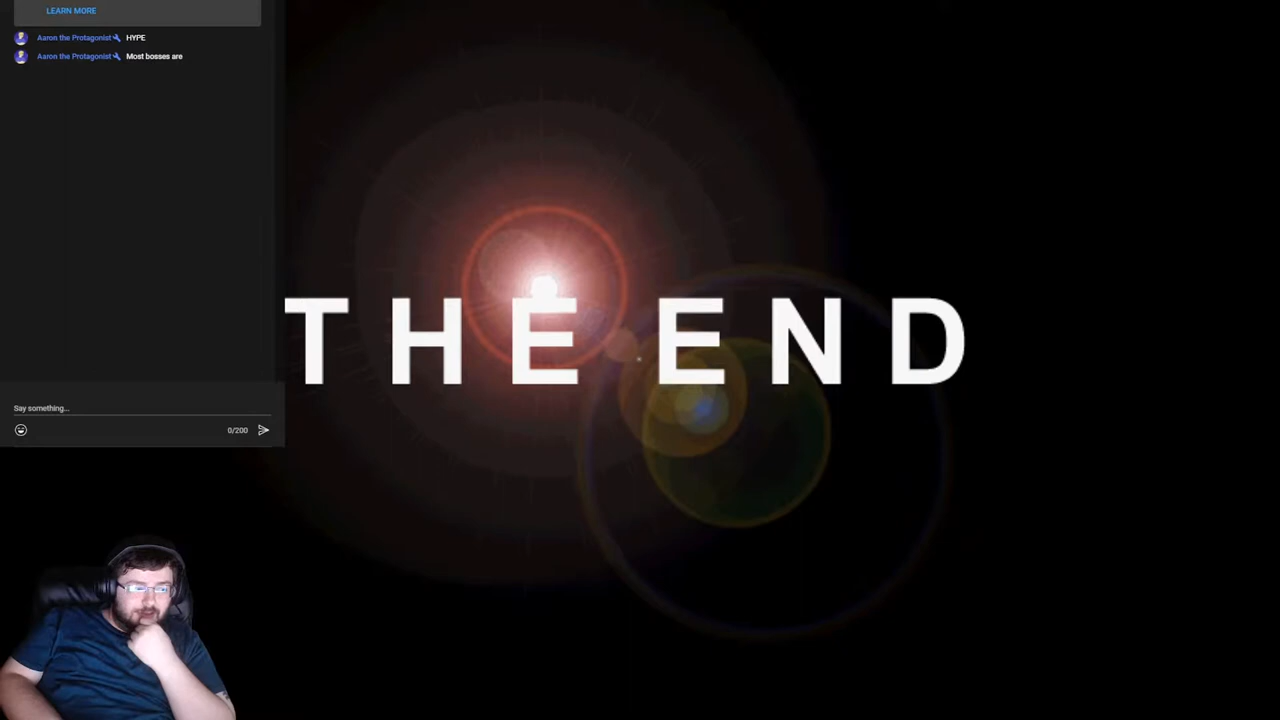 LEARN MORE
Aaron the Protagonist HYPE
Aaron the Protagonist Most bosses are
THE END
Say something...
0/200